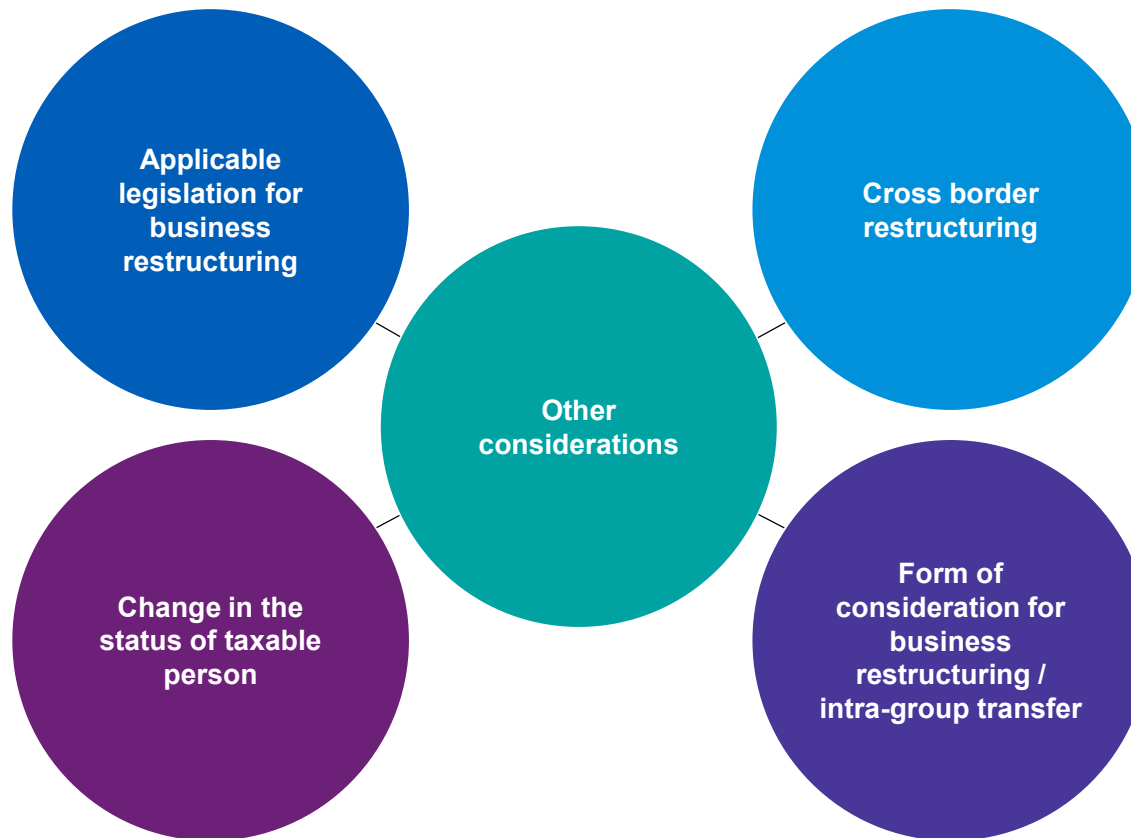 Applicable
legislation for
business
restructuring
Cross border
restructuring
Other
considerations
Change in the
status of taxable
person
Form of
consideration for
business
restructuring /
intra-group transfer